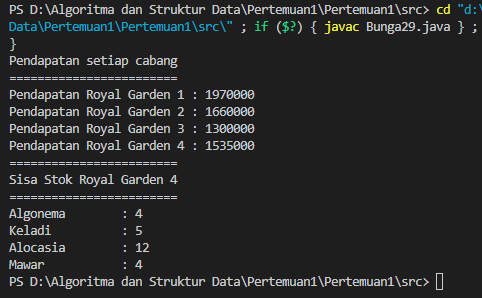 PS D:\Algoritma dan Struktur Data\Pertemuan1\Pertemuan1\src> cd "d:\
Data\Pertemuan1\Pertemuan1\src\" ; if ($?) { javac Bunga29.java } ;
}
Pendapatan setiap cabang
========================
Pendapatan Royal Garden 1 : 1970000
Pendapatan Royal Garden 2 : 1660000
Pendapatan Royal Garden 3 : 1300000
Pendapatan Royal Garden 4 : 1535000
========================
Sisa Stok Royal Garden 4
========================
Algonema        : 4
Keladi          : 5
Alocasia        : 12
Mawar           : 4
PS D:\Algoritma dan Struktur Data\Pertemuan1\Pertemuan1\src>